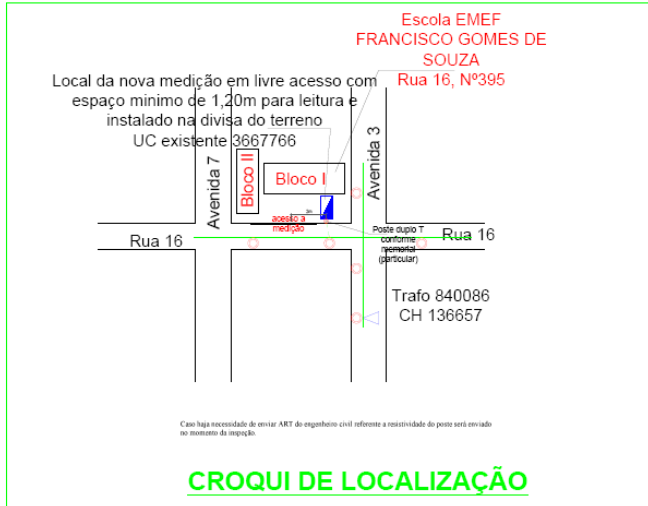 Escola EMEF
FRANCISCO GOMES DE
SOUZA
Rua 16, Nº395
Local da nova medição em livre acesso com
espaço minimo de 1,20m para leitura e
instalado na divisa do terreno
UC existente 3667766
Avenida 7
Bloco II
Bloco I
Avenida 3
acesso a
medição
Rua 16
Poste duplo T
conforme
memorial
(particular)
Rua 16
Trafo 840086
CH 136657
Caso haja necessidade de enviar ART do engenheiro civil referente a resistividade do poste será enviado
no momento da inspeção.
CROQUI DE LOCALIZAÇÃO